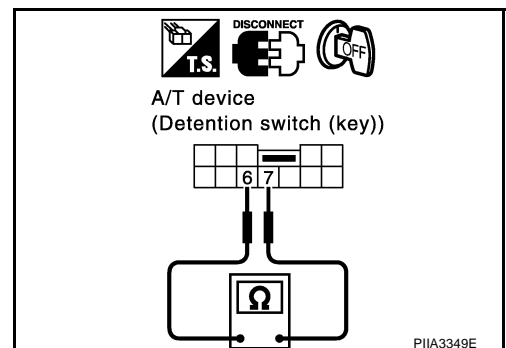 DISCONNECT
T.S.
OFF
A/T device
(Detention switch (key))
6 7
Ω
PIIA3349E